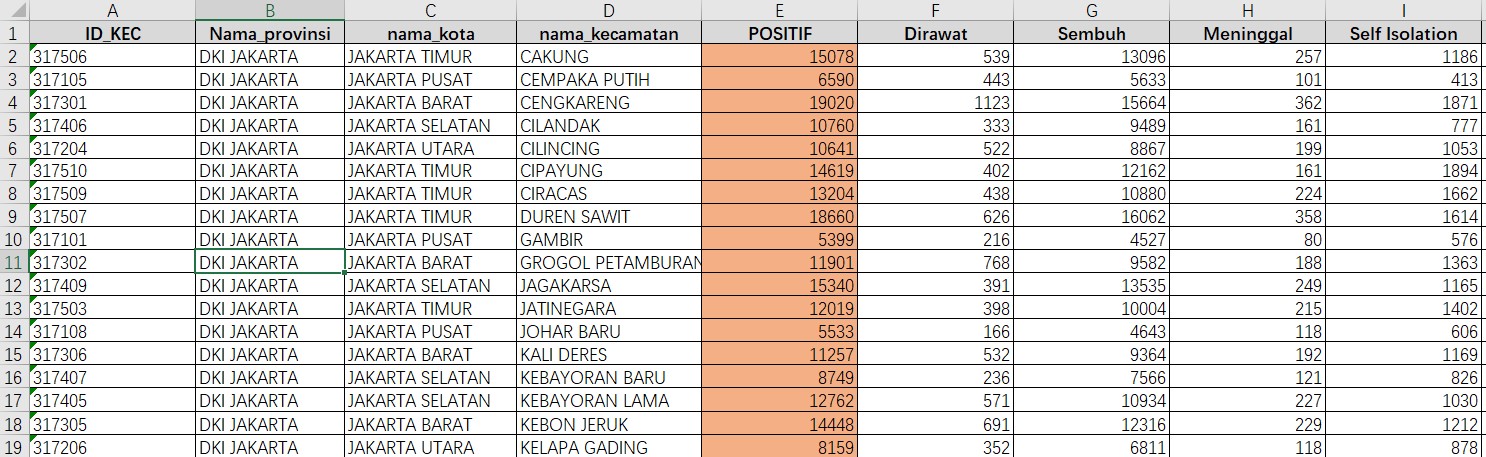 A B C D E F G H I
1 ID_KEC Nama_provinsi nama_kota nama_kecamatan POSITIF Dirawat Sembuh Meninggal Self Isolation
2 317506 DKI JAKARTA JAKARTA TIMUR CAKUNG 15078 539 13096 257 1186
3 317105 DKI JAKARTA JAKARTA PUSAT CEMPAKA PUTIH 6590 443 5633 101 413
4 317301 DKI JAKARTA JAKARTA BARAT CENGKARENG 19020 1123 15664 362 1871
5 317406 DKI JAKARTA JAKARTA SELATAN CILANDAK 10760 333 9489 161 777
6 317204 DKI JAKARTA JAKARTA UTARA CILINCING 10641 522 8867 199 1053
7 317510 DKI JAKARTA JAKARTA TIMUR CIPAYUNG 14619 402 12162 161 1894
8 317509 DKI JAKARTA JAKARTA TIMUR CIRACAS 13204 438 10880 224 1662
9 317507 DKI JAKARTA JAKARTA TIMUR DUREN SAWIT 18660 626 16062 358 1614
10 317101 DKI JAKARTA JAKARTA PUSAT GAMBIR 5399 216 4527 80 576
11 317302 DKI JAKARTA JAKARTA BARAT GROGOL PETAMBURAN 11901 768 9582 188 1363
12 317409 DKI JAKARTA JAKARTA SELATAN JAGAKARSA 15340 391 13535 249 1165
13 317503 DKI JAKARTA JAKARTA TIMUR JATINEGARA 12019 398 10004 215 1402
14 317108 DKI JAKARTA JAKARTA PUSAT JOHAR BARU 5533 166 4643 118 606
15 317306 DKI JAKARTA JAKARTA BARAT KALI DERES 11257 532 9364 192 1169
16 317407 DKI JAKARTA JAKARTA SELATAN KEBAYORAN BARU 8749 236 7566 121 826
17 317405 DKI JAKARTA JAKARTA SELATAN KEBAYORAN LAMA 12762 571 10934 227 1030
18 317305 DKI JAKARTA JAKARTA BARAT KEBON JERUK 14448 691 12316 229 1212
19 317206 DKI JAKARTA JAKARTA UTARA KELAPA GADING 8159 352 6811 118 878